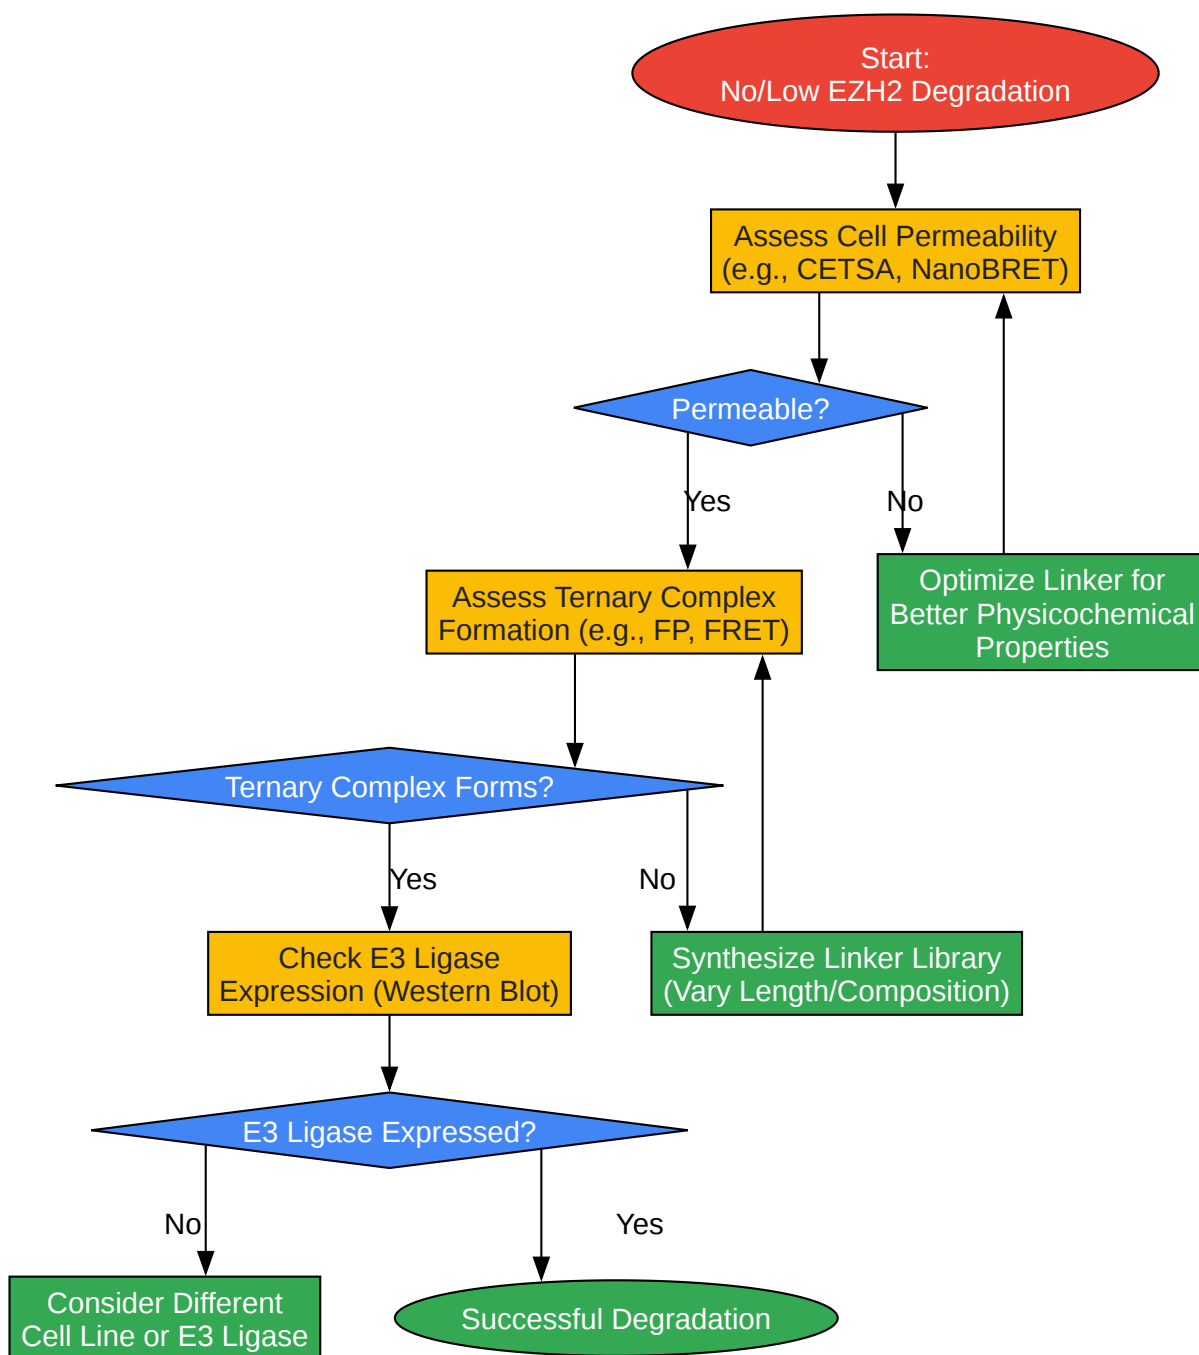 Start:
No/Low EZH2 Degradation
Assess Cell Permeability
(e.g., CETSA, NanoBRET)
Permeable?
Yes
No
Optimize Linker for
Better Physicochemical
Properties
Assess Ternary Complex
Formation (e.g., FP, FRET)
Ternary Complex Forms?
Yes
No
Check E3 Ligase
Expression (Western Blot)
Synthesize Linker Library
(Vary Length/Composition)
E3 Ligase Expressed?
No
Yes
Consider Different
Cell Line or E3 Ligase
Successful Degradation